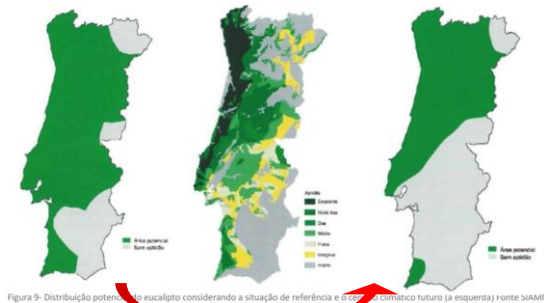 Área potencial
Sem aptidão
Aptidão
Excelente
Muito boa
Boa
Média
Fraca
Marginal
Área potencial
Sem aptidão
Figura 9- Distribuição potencial do eucalipto considerando a situação de referência e o cenário climático futuro (à esquerda) Fonte SIAM